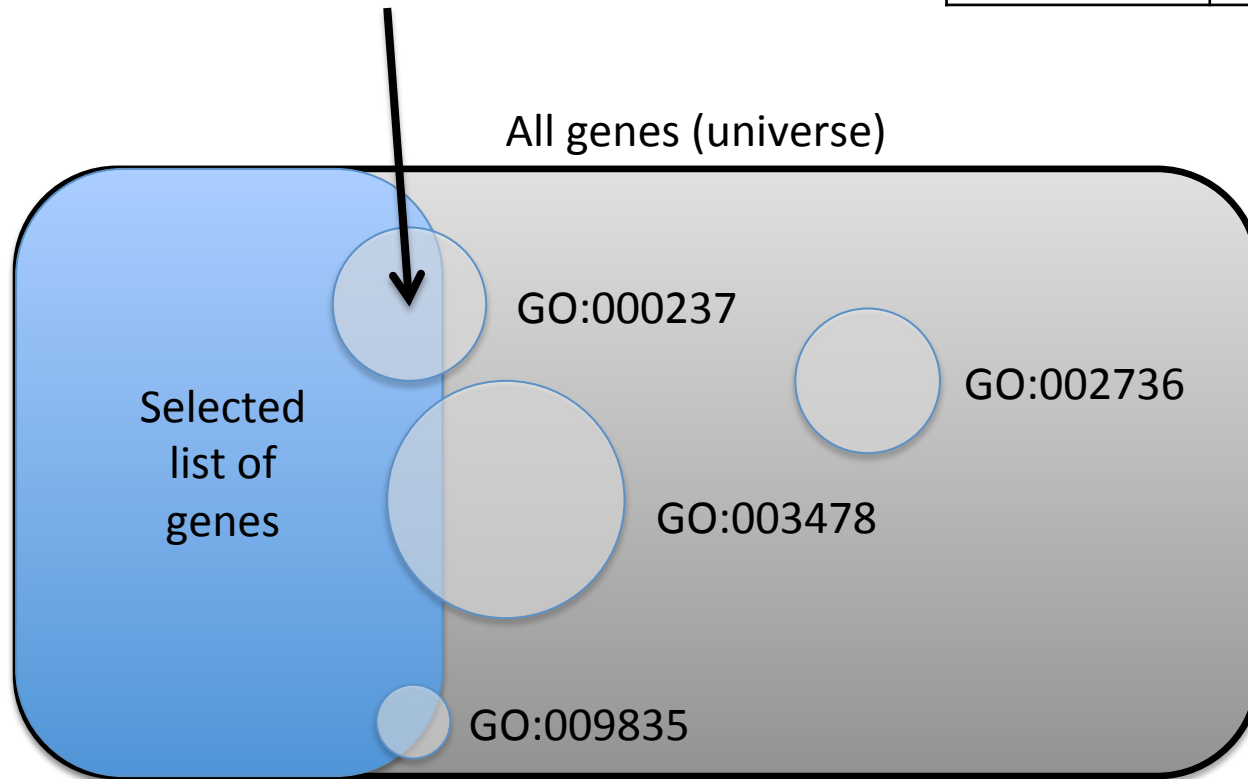 All genes (universe)
GO:000237
GO:002736
Selected
list of
genes
GO:003478
GO:009835